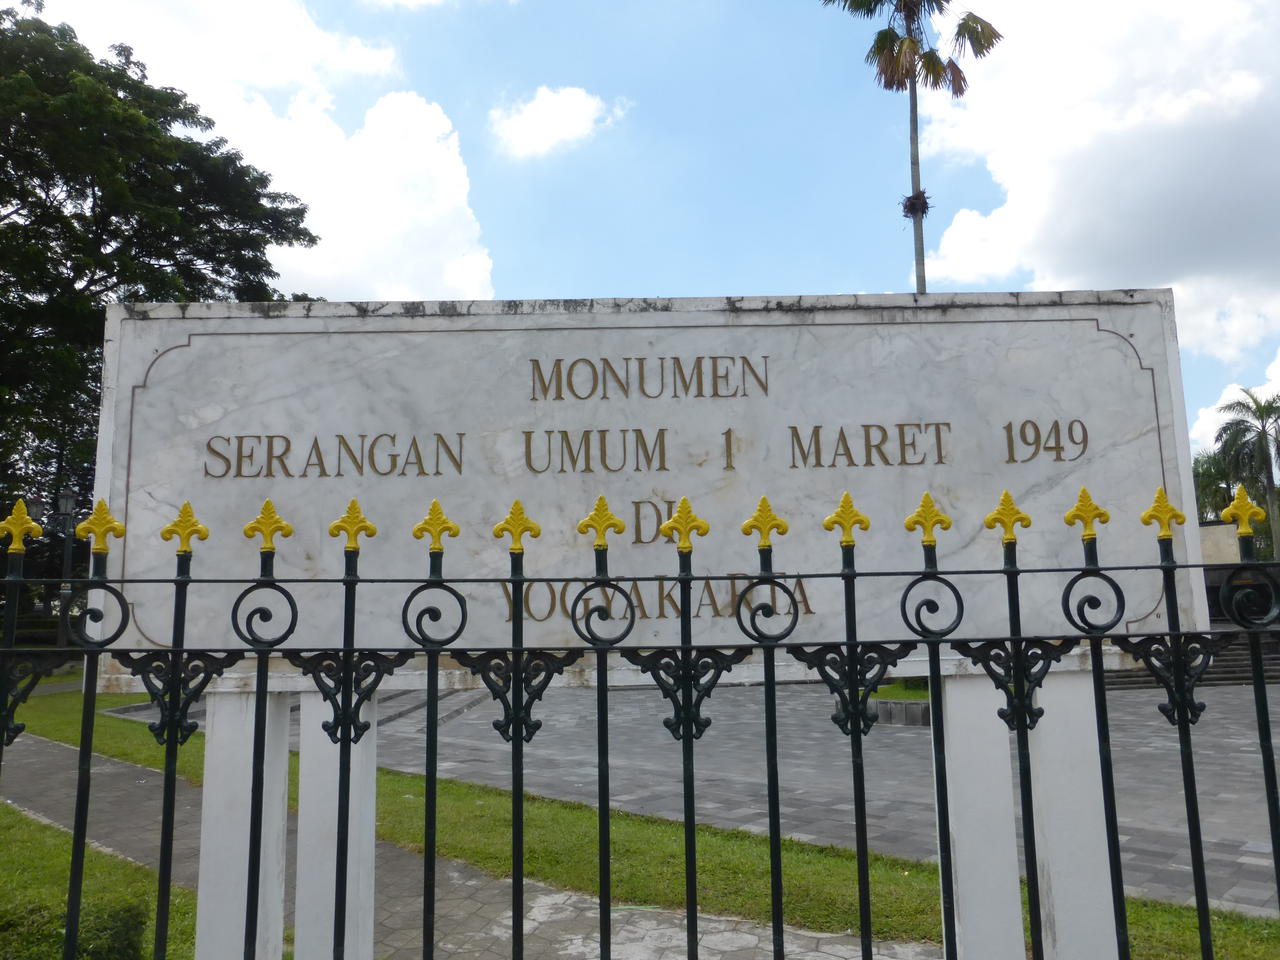 MONUMEN
SERANGAN UMUM 1 MARET 1949
DI
YOGYAKARTA